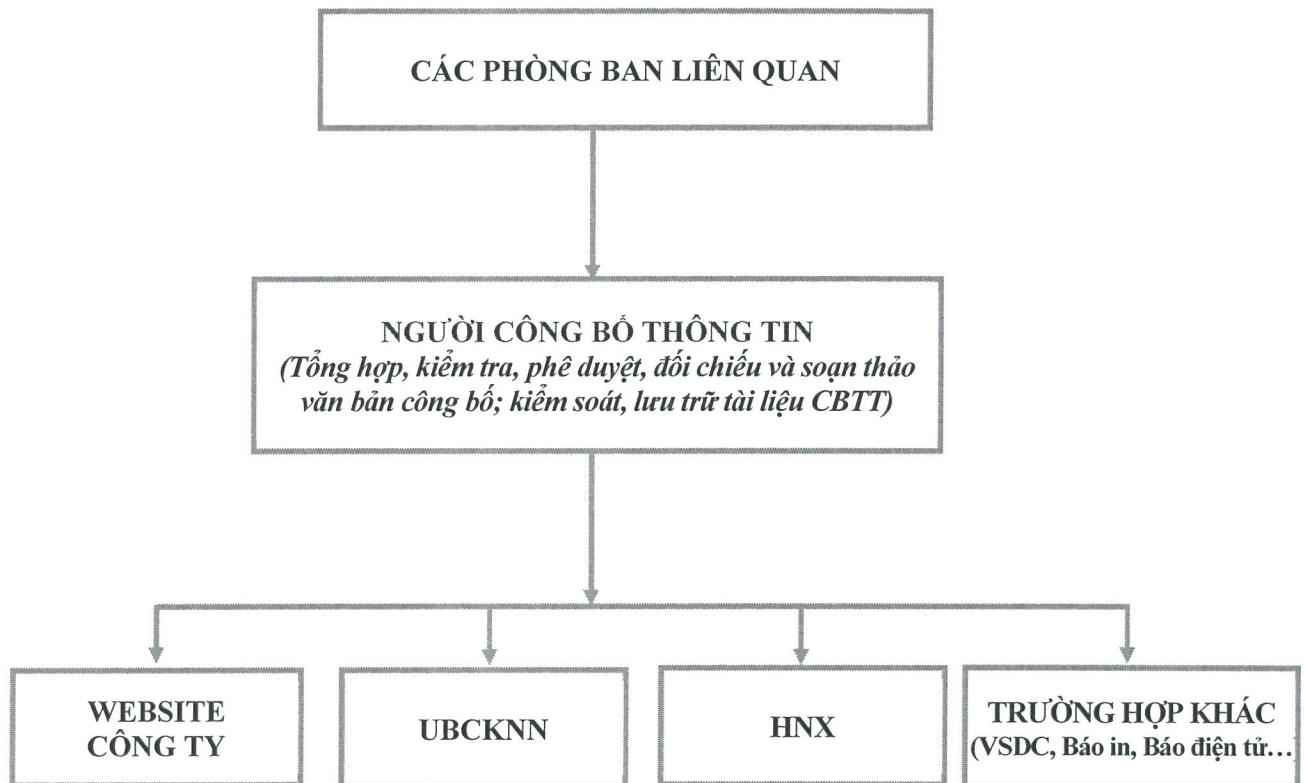 CÁC PHÒNG BAN LIÊN QUAN
NGƯỜI CÔNG BỐ THÔNG TIN
(Tổng hợp, kiểm tra, phê duyệt, đối chiếu và soạn thảo
văn bản công bố; kiểm soát, lưu trữ tài liệu CBTT)
WEBSITE
CÔNG TY
UBCKNN
HNX
TRƯỜNG HỢP KHÁC
(VSDC, Báo in, Báo điện tử…